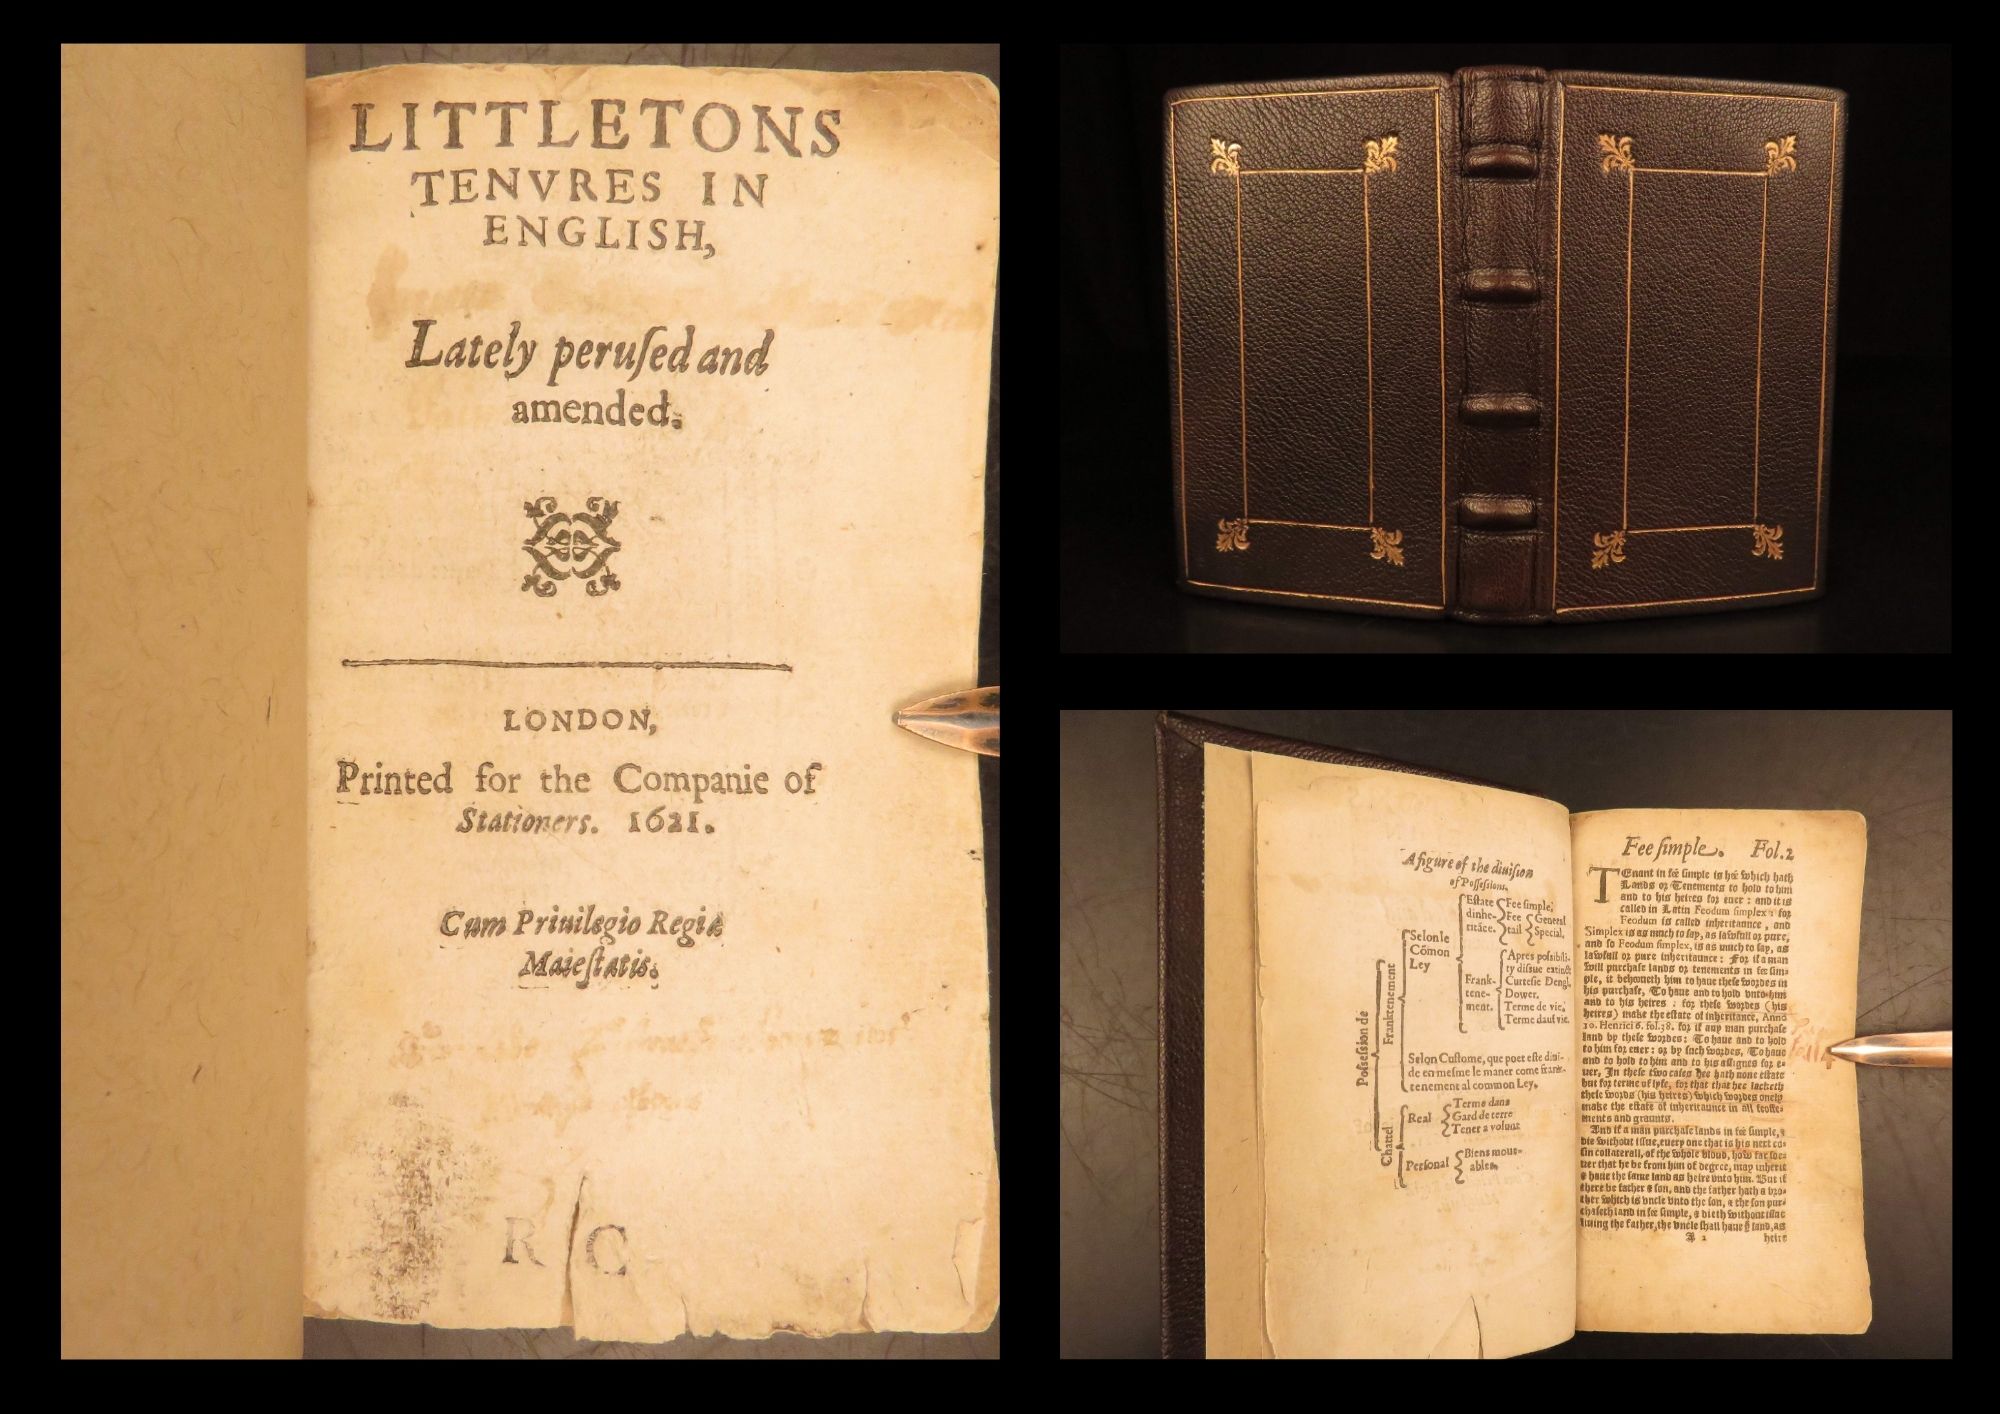 LITTLETONS
TENVRES IN
ENGLISH,
Lately peruſed and
amended.
LONDON,
Printed for the Companie of
Stationers. 1621.
Cum Priuilegio Regiæ
Maieſtatis.
R C
A figure of the diuiſion
of Poſſeſſions.
Poſſeſsion de
Franktenement
Selon le
Cōmon
Ley
Eſtate
dinhe-
ritāce.
Fee ſimple,
Fee
tail
General
Special.
Frank-
tene-
ment.
Apres poſsibili-
ty diſsue extinct
Curteſie Dengl.
Dower.
Terme de vie.
Terme dauſ vie.
Selon Cuſtome, que poet eſte diui-
de en meſme le maner come frank-
tenement al common Ley.
Chattel
Real
Terme dans
Gard de terre
Tener a volunt
Perſonal
Biens moue-
ables.
Fee ſimple. Fol.2
TEnant in fee ſimple is hee which hath
Lands or Tenements to hold to him
and to his heires for euer : and it is
called in Latin Feodum ſimplex : for
Feodum is called inheritaunce, and
Simplex is as much to ſay, as lawfull or pure,
and ſo Feodum ſimplex, is as much to ſay, as
lawfull or pure inheritaunce : For if a man
will purchaſe lands or tenements in fee ſim-
ple, it behoueth him to haue theſe wordes in
his purchaſe, To haue and to hold vnto him
and to his heires : for theſe wordes (his
heires) make the eſtate of inheritance, Anno
10. Henrici 6. fol.38. for if any man purchaſe
land by theſe wordes : To haue and to hold
to him for euer: or by ſuch wordes, To haue
and to hold to him and to his aſſignes for e-
uer, In theſe two caſes hee hath none eſtate
but for terme of lyfe, for that that hee lacketh
theſe words (his heires) which wordes onely
make the eſtate of inheritaunce in all feoffe-
ments and graunts.
And if a man purchaſe lands in fee ſimple, &
die without iſſue, euery one that is his next co-
ſin collaterall, of the whole bloud, how far ſoe-
uer that he be from him of degree, may inherit
& haue the ſame land as heire vnto him. But if
there be father & ſon, and the father hath a bro-
ther which is vncle vnto the ſon, & the ſon pur-
chaſeth land in fee ſimple, & dieth without iſſue
liuing the father, the vncle ſhall haue ye land, as
A 2 heire